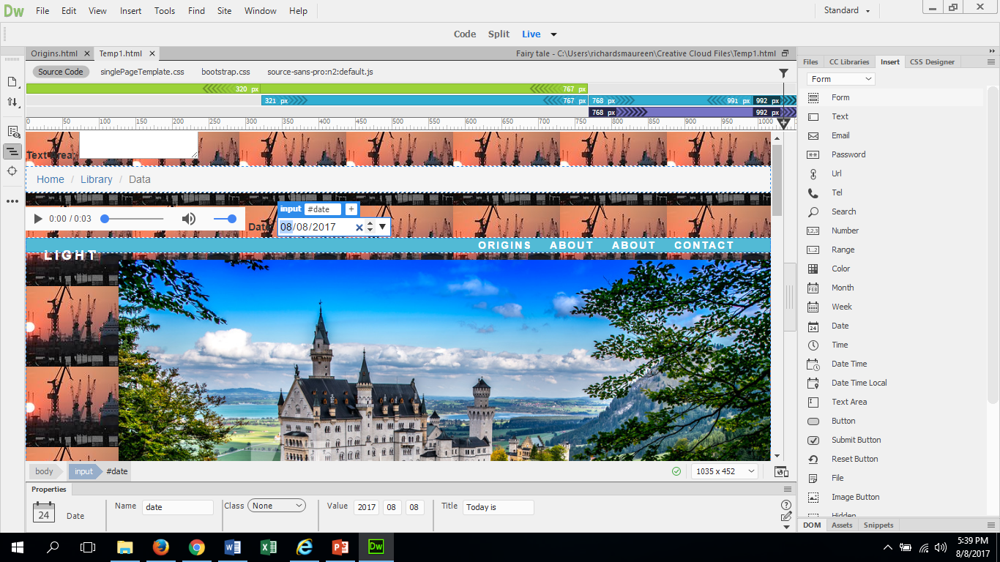 Dw File Edit View Insert Tools Find Site Window Help Standard
Code Split Live
Origins.html Temp1.html Fairy tale - C:\Users\richardsmaureen\Creative Cloud Files\Temp1.html
Source Code singlePageTemplate.css bootstrap.css source-sans-pro:n2:default.js
320 px 767 px
321 px 767 px 768 px 991 px 992 px
768 px 992 px
0 50 100 150 200 250 300 350 400 450 500 550 600 650 700 750 800 850 900 950 1000
Text Area:
Home / Library / Data
input #date +
0:00 / 0:03
Date: 08/08/2017
ORIGINS ABOUT ABOUT CONTACT
LIGHT
body input #date 1035 x 452
Properties
24 Date Name date Class None Value 2017 08 08 Title Today is
Files CC Libraries Insert CSS Designer
Form
Form
Text
Email
Password
Url
Tel
Search
Number
Range
Color
Month
Week
Date
Time
Date Time
Date Time Local
Text Area
Button
Submit Button
Reset Button
File
Image Button
Hidden
DOM Assets Snippets
5:39 PM
8/8/2017